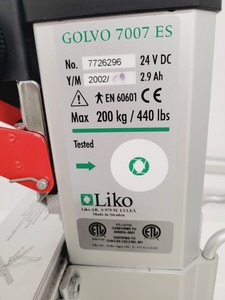 GOLVO 7007 ES
No. 7726296 24 V DC
Y/M 2002/ 2.9 Ah
EN 60601
Max 200 kg / 440 lbs
Tested
Liko
Made in Sweden